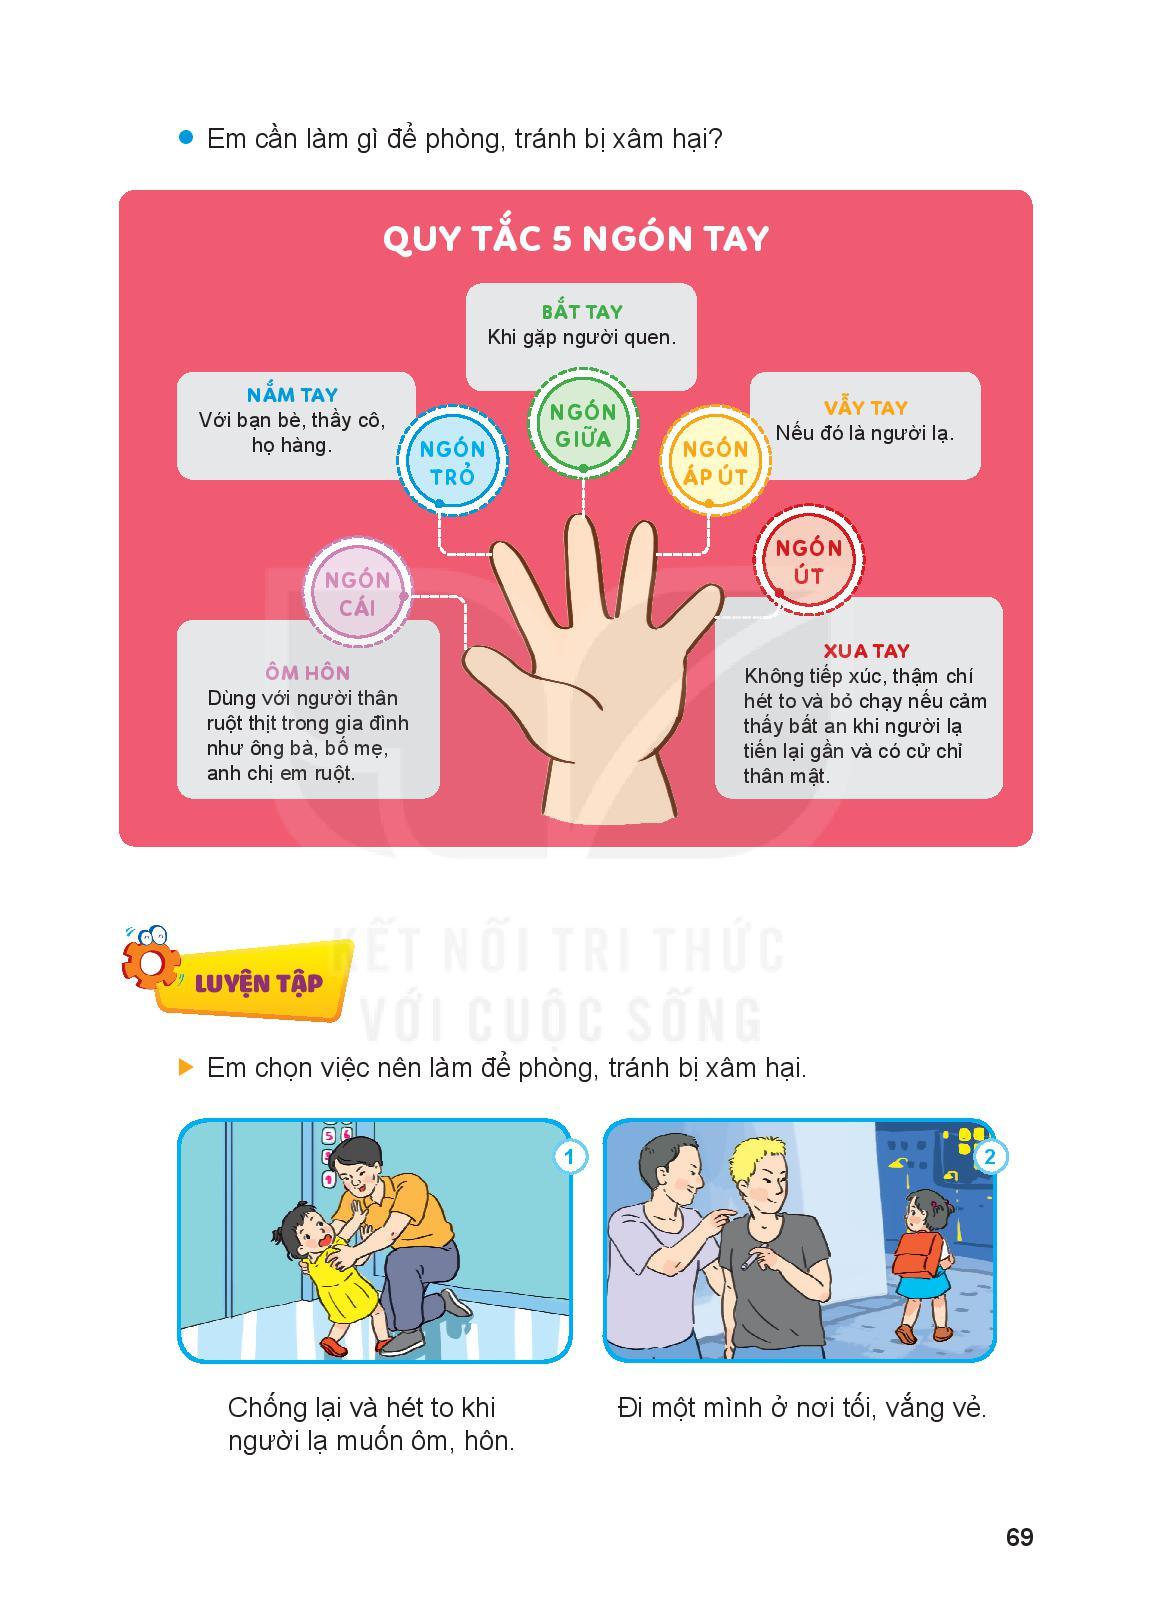 Em cần làm gì để phòng, tránh bị xâm hại?
QUY TẮC 5 NGÓN TAY
BẮT TAY
Khi gặp người quen.
NẮM TAY
Với bạn bè, thầy cô,
họ hàng.
VẪY TAY
Nếu đó là người lạ.
NGÓN
GIỮA
NGÓN
TRỎ
NGÓN
ÁP ÚT
NGÓN
ÚT
NGÓN
CÁI
ÔM HÔN
Dùng với người thân
ruột thịt trong gia đình
như ông bà, bố mẹ,
anh chị em ruột.
XUA TAY
Không tiếp xúc, thậm chí
hét to và bỏ chạy nếu cảm
thấy bất an khi người lạ
tiến lại gần và có cử chỉ
thân mật.
KẾT NỐI TRI THỨC
VỚI CUỘC SỐNG
LUYỆN TẬP
Em chọn việc nên làm để phòng, tránh bị xâm hại.
1
2
5 6
9
Chống lại và hét to khi
người lạ muốn ôm, hôn.
Đi một mình ở nơi tối, vắng vẻ.
69